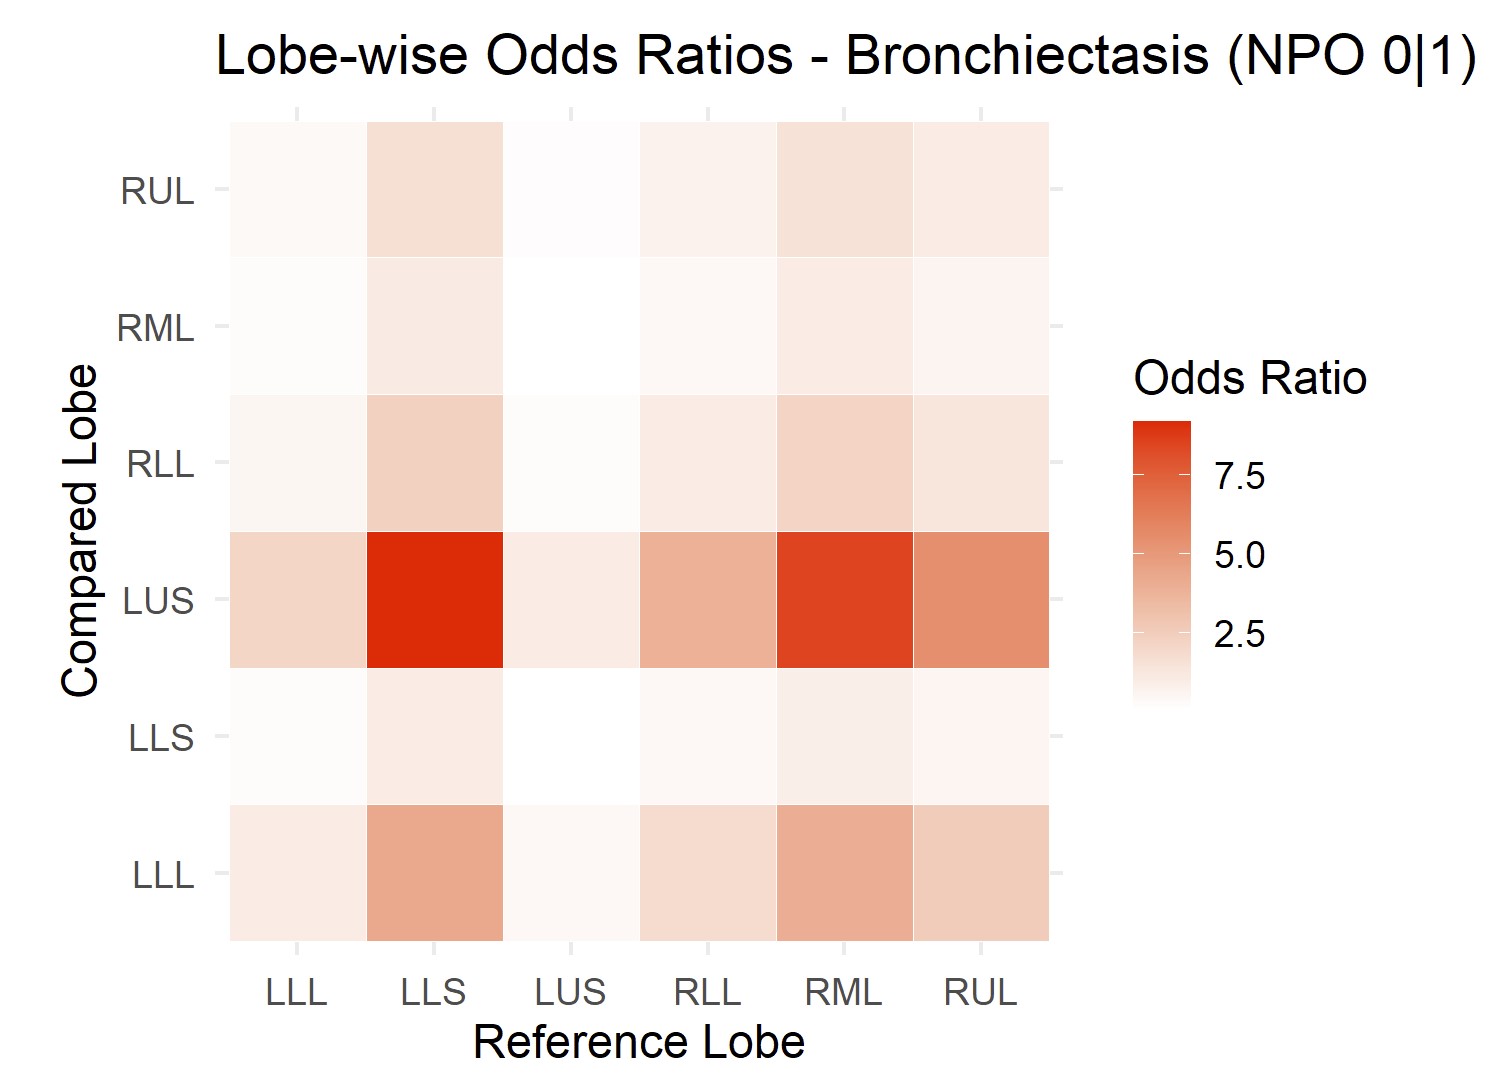 Lobe-wise Odds Ratios - Bronchiectasis (NPO 0|1)
Compared Lobe
RUL
RML
RLL
LUS
LLS
LLL
LLL LLS LUS RLL RML RUL
Reference Lobe
Odds Ratio
7.5
5.0
2.5